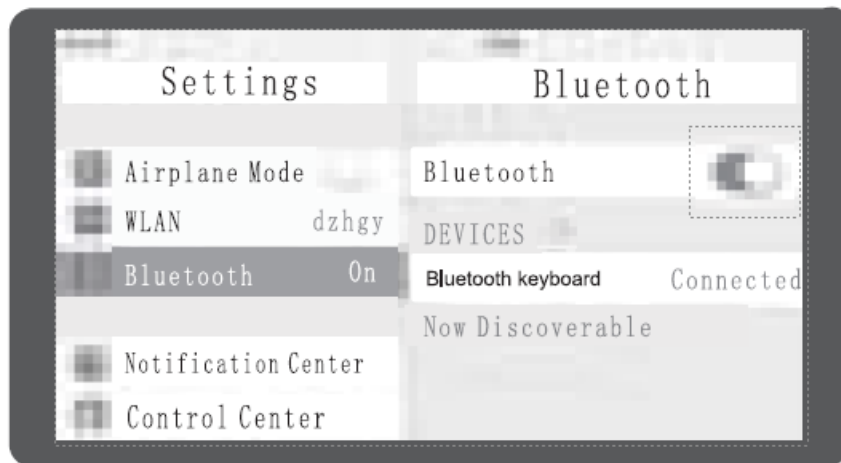 Settings
Airplane Mode
WLAN dzhgy
Bluetooth On
Notification Center
Control Center
Bluetooth
Bluetooth
DEVICES
Bluetooth keyboard Connected
Now Discoverable